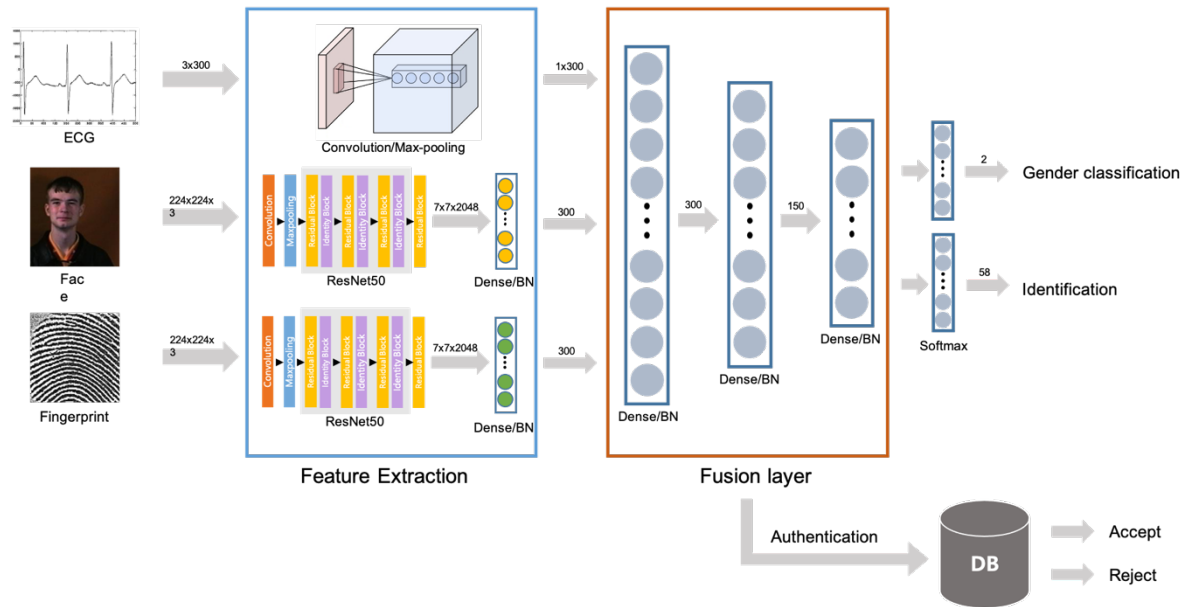 ECG
3x300
Convolution/Max-pooling
1x300
Fac
e
224x224x
3
Convolution
Maxpooling
Residual Block
Identity Block
Residual Block
Identity Block
Residual Block
Identity Block
Residual Block
ResNet50
7x7x2048
Dense/BN
300
Fingerprint
224x224x
3
Convolution
Maxpooling
Residual Block
Identity Block
Residual Block
Identity Block
Residual Block
Identity Block
Residual Block
ResNet50
7x7x2048
Dense/BN
300
Feature Extraction
Dense/BN
300
Dense/BN
150
Dense/BN
Fusion layer
2
Gender classification
58
Identification
Softmax
Authentication
DB
Accept
Reject